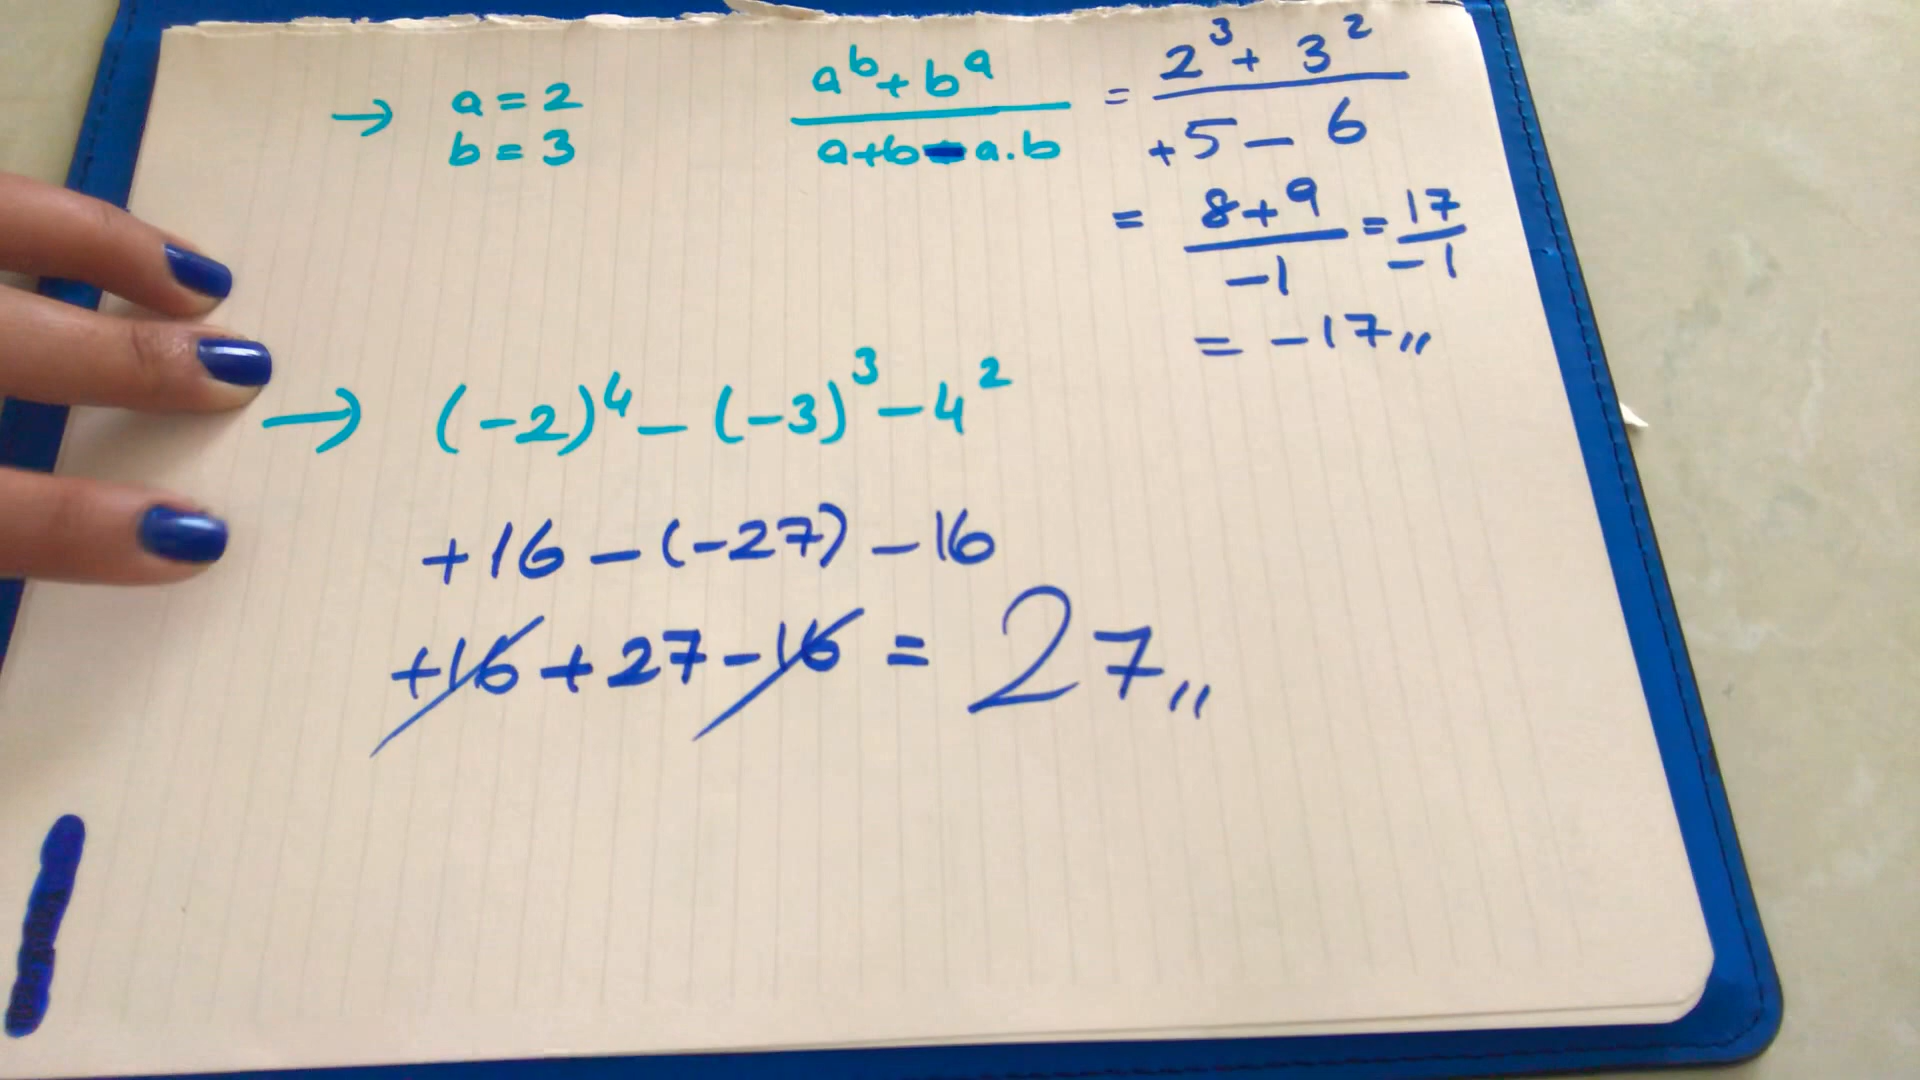 → a = 2
b = 3
a^b + b^a / a+b-a.b = 2^3 + 3^2 / +5 - 6
= 8+9 / -1 = 17 / -1
= -17,,
→ (-2)^4 - (-3)^3 - 4^2
+16 - (-27) - 16
+16 + 27 - 16 = 27,,